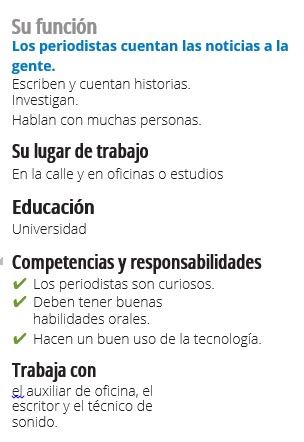 Su función
Los periodistas cuentan las noticias a la
gente.
Escriben y cuentan historias.
Investigan.
Hablan con muchas personas.
Su lugar de trabajo
En la calle y en oficinas o estudios
Educación
Universidad
Competencias y responsabilidades
✔ Los periodistas son curiosos.
✔ Deben tener buenas
habilidades orales.
✔ Hacen un buen uso de la tecnología.
Trabaja con
el auxiliar de oficina, el
escritor y el técnico de
sonido.